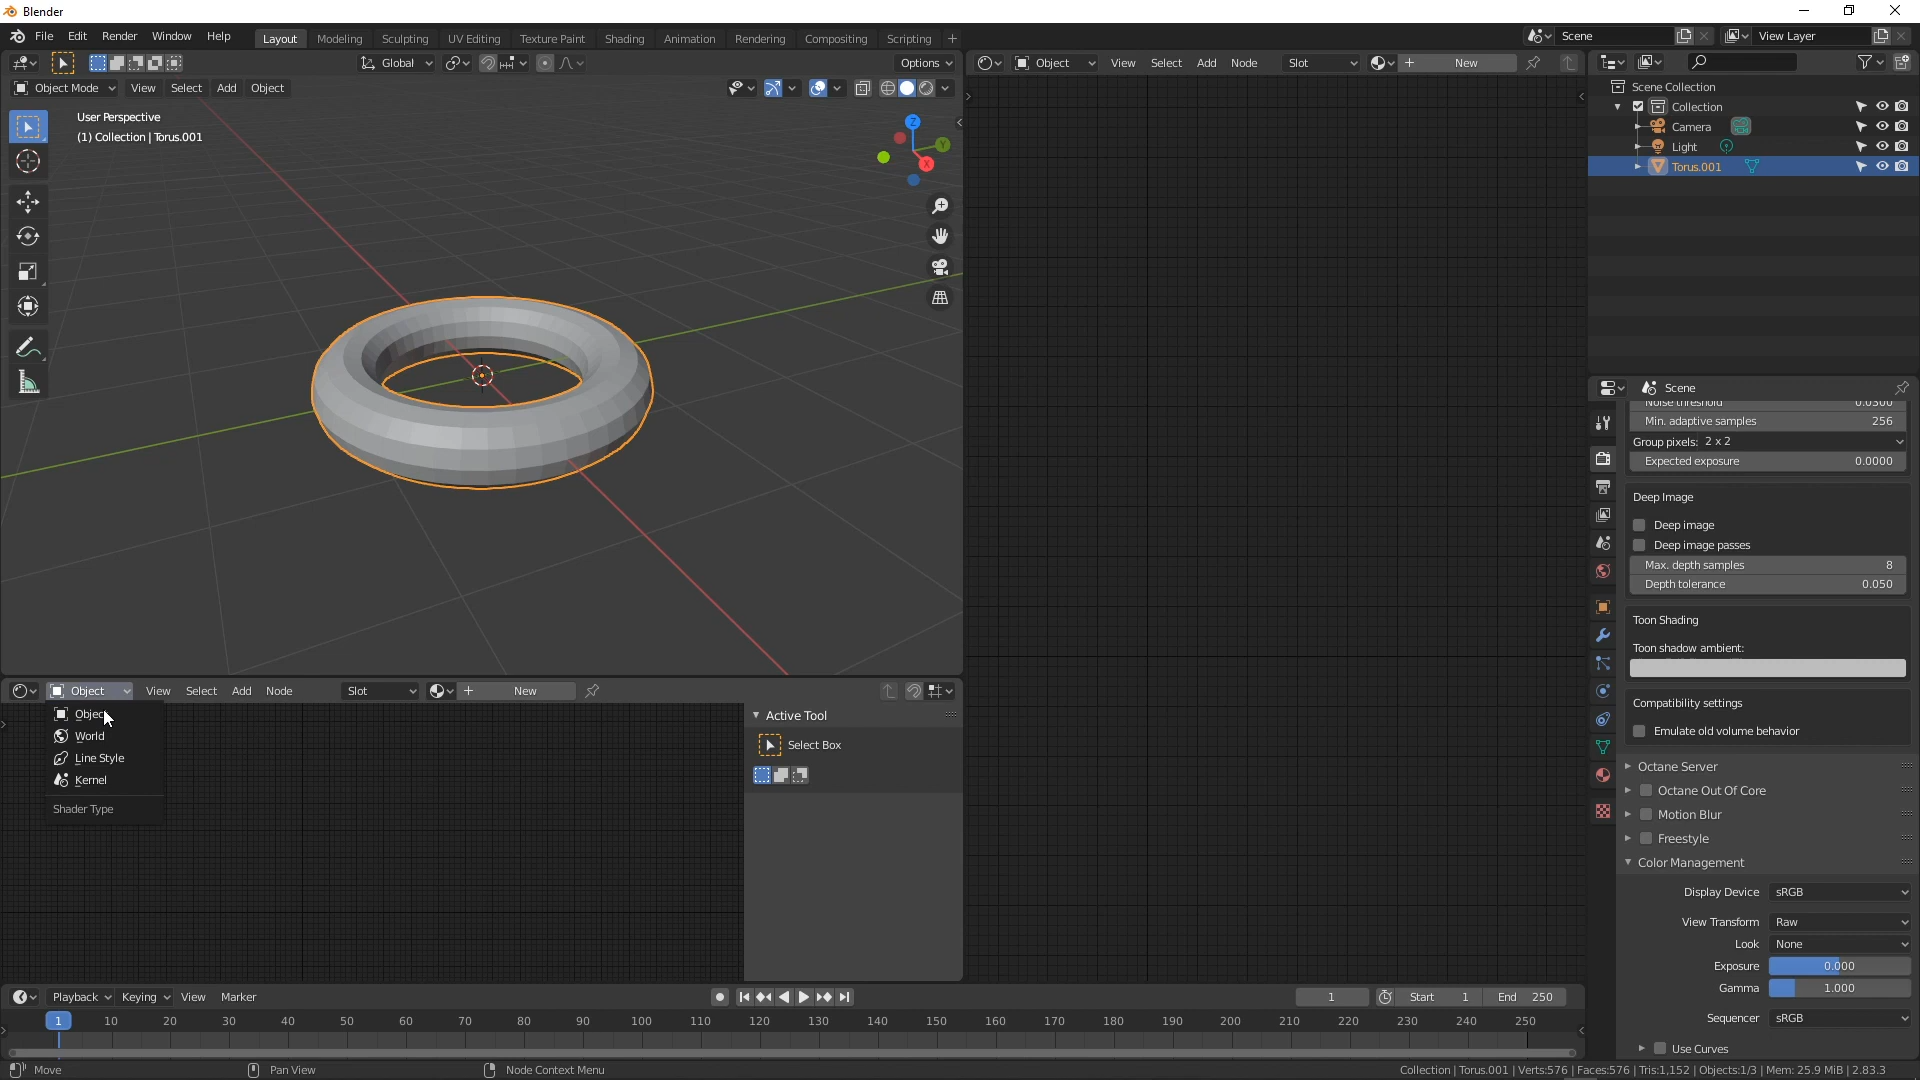 Blender
File Edit Render Window Help Layout Modeling Sculpting UV Editing Texture Paint Shading Animation Rendering Compositing Scripting + Scene View Layer
Global Options
Object Mode View Select Add Object
User Perspective
(1) Collection | Torus.001
Z
Y
X
Object View Select Add Node Slot New
Scene Collection
Collection
Camera
Light
Torus.001
Scene
Noise threshold 0.0300
Min. adaptive samples 256
Group pixels: 2 x 2
Expected exposure 0.0000
Deep Image
Deep image
Deep image passes
Max. depth samples 8
Depth tolerance 0.050
Toon Shading
Toon shadow ambient:
Compatibility settings
Emulate old volume behavior
Octane Server
Octane Out Of Core
Motion Blur
Freestyle
Color Management
Display Device sRGB
View Transform Raw
Look None
Exposure 0.000
Gamma 1.000
Sequencer sRGB
Use Curves
Object View Select Add Node Slot New
Object
World
Line Style
Kernel
Shader Type
Active Tool
Select Box
Playback Keying View Marker 1 Start 1 End 250
1 10 20 30 40 50 60 70 80 90 100 110 120 130 140 150 160 170 180 190 200 210 220 230 240 250
Move Pan View Node Context Menu Collection | Torus.001 | Verts:576 | Faces:576 | Tris:1,152 | Objects:1/3 | Mem: 25.9 MiB | 2.83.3